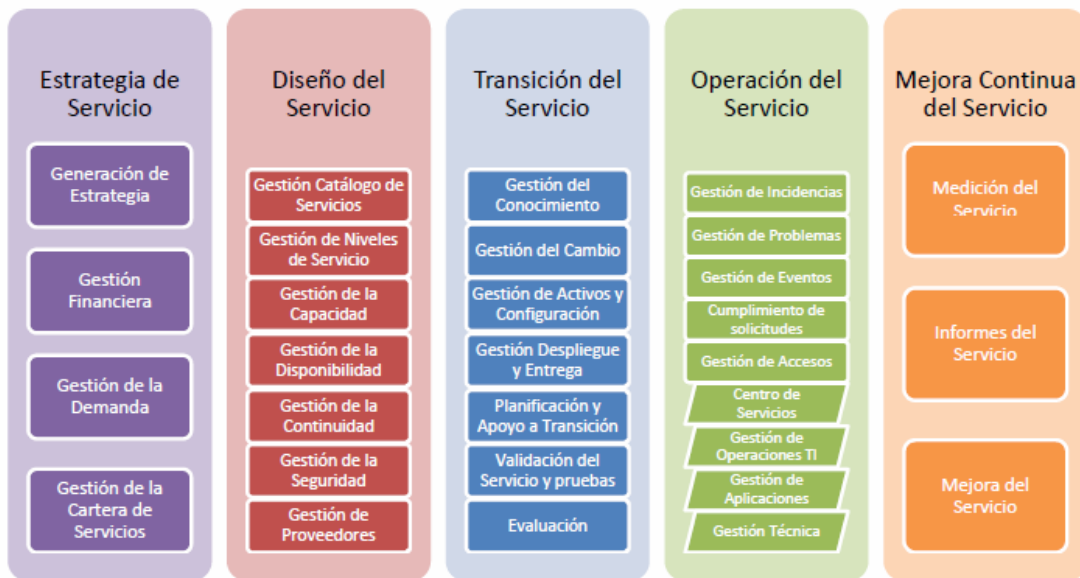 Estrategia de
Servicio
Generación de
Estrategia
Gestión
Financiera
Gestión de la
Demanda
Gestión de la
Cartera de
Servicios
Diseño del
Servicio
Gestión Catálogo de
Servicios
Gestión de Niveles
de Servicio
Gestión de la
Capacidad
Gestión de la
Disponibilidad
Gestión de la
Continuidad
Gestión de la
Seguridad
Gestión de
Proveedores
Transición del
Servicio
Gestión del
Conocimiento
Gestión del Cambio
Gestión de Activos y
Configuración
Gestión Despliegue
y Entrega
Planificación y
Apoyo a Transición
Validación del
Servicio y pruebas
Evaluación
Operación del
Servicio
Gestión de Incidencias
Gestión de Problemas
Gestión de Eventos
Cumplimiento de
solicitudes
Gestión de Accesos
Centro de
Servicios
Gestión de
Operaciones TI
Gestión de
Aplicaciones
Gestión Técnica
Mejora Continua
del Servicio
Medición del
Servicio
Informes del
Servicio
Mejora del
Servicio